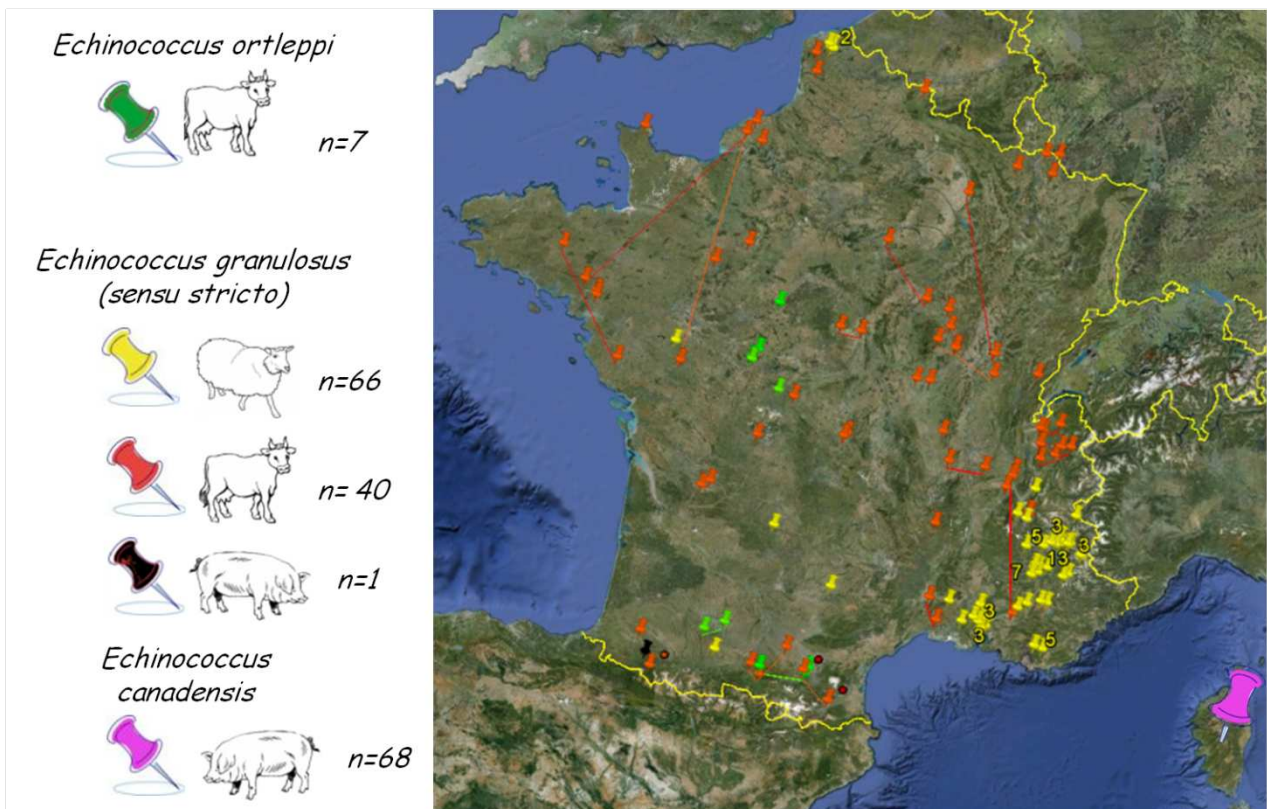 Echinococcus ortleppi
n=7
Echinococcus granulosus
(sensu stricto)
n=66
n= 40
n=1
Echinococcus
canadensis
n=68
2
3
5
3
13
7
3
3
5